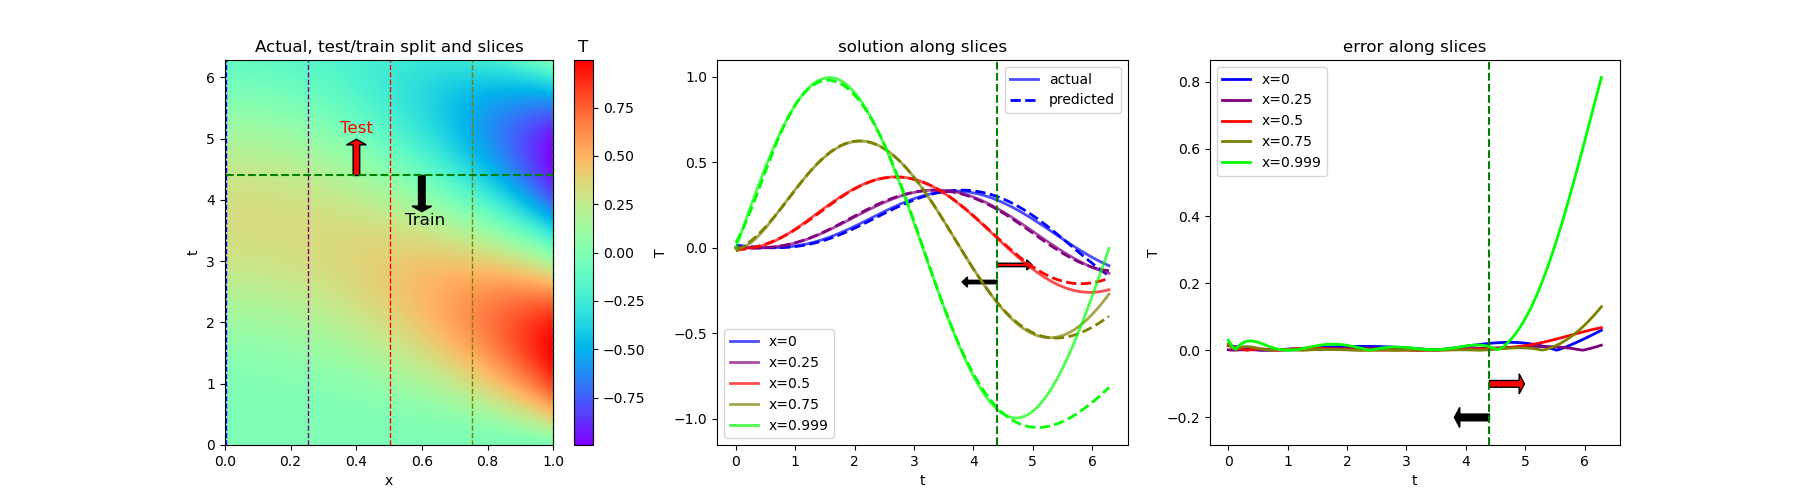 Actual, test/train split and slices
T
6
5
4
3
2
1
0
t
Test
Train
0.0
0.2
0.4
0.6
0.8
1.0
x
0.75
0.50
0.25
0.00
−0.25
−0.50
−0.75
solution along slices
1.0
0.5
0.0
−0.5
−1.0
T
actual
predicted
x=0
x=0.25
x=0.5
x=0.75
x=0.999
0
1
2
3
4
5
6
t
error along slices
0.8
0.6
0.4
0.2
0.0
−0.2
T
x=0
x=0.25
x=0.5
x=0.75
x=0.999
0
1
2
3
4
5
6
t